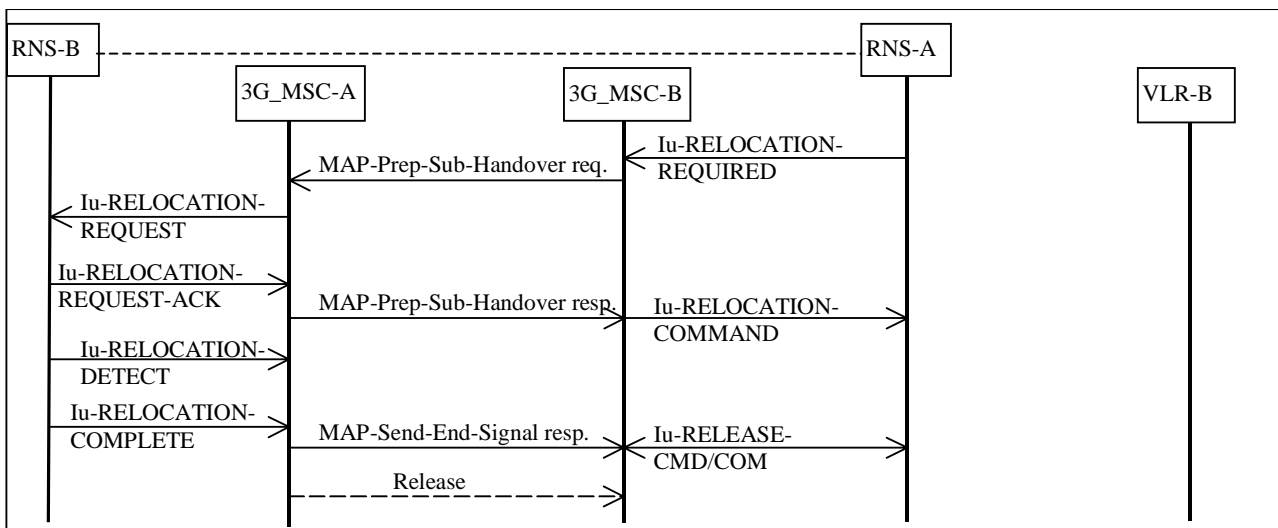 RNS-B
RNS-A
3G_MSC-A
3G_MSC-B
VLR-B
Iu-RELOCATION-
REQUIRED
MAP-Prep-Sub-Handover req.
Iu-RELOCATION-
REQUEST
Iu-RELOCATION-
REQUEST-ACK
MAP-Prep-Sub-Handover resp.
Iu-RELOCATION-
COMMAND
Iu-RELOCATION-
DETECT
Iu-RELOCATION-
COMPLETE
MAP-Send-End-Signal resp.
Iu-RELEASE-
CMD/COM
Release